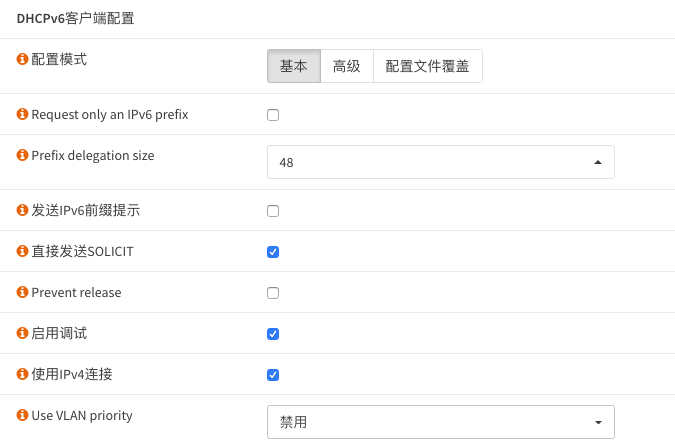 DHCPv6客户端配置
配置模式
基本 高级 配置文件覆盖
Request only an IPv6 prefix
Prefix delegation size
48
发送IPv6前缀提示
直接发送SOLICIT
Prevent release
启用调试
使用IPv4连接
Use VLAN priority
禁用